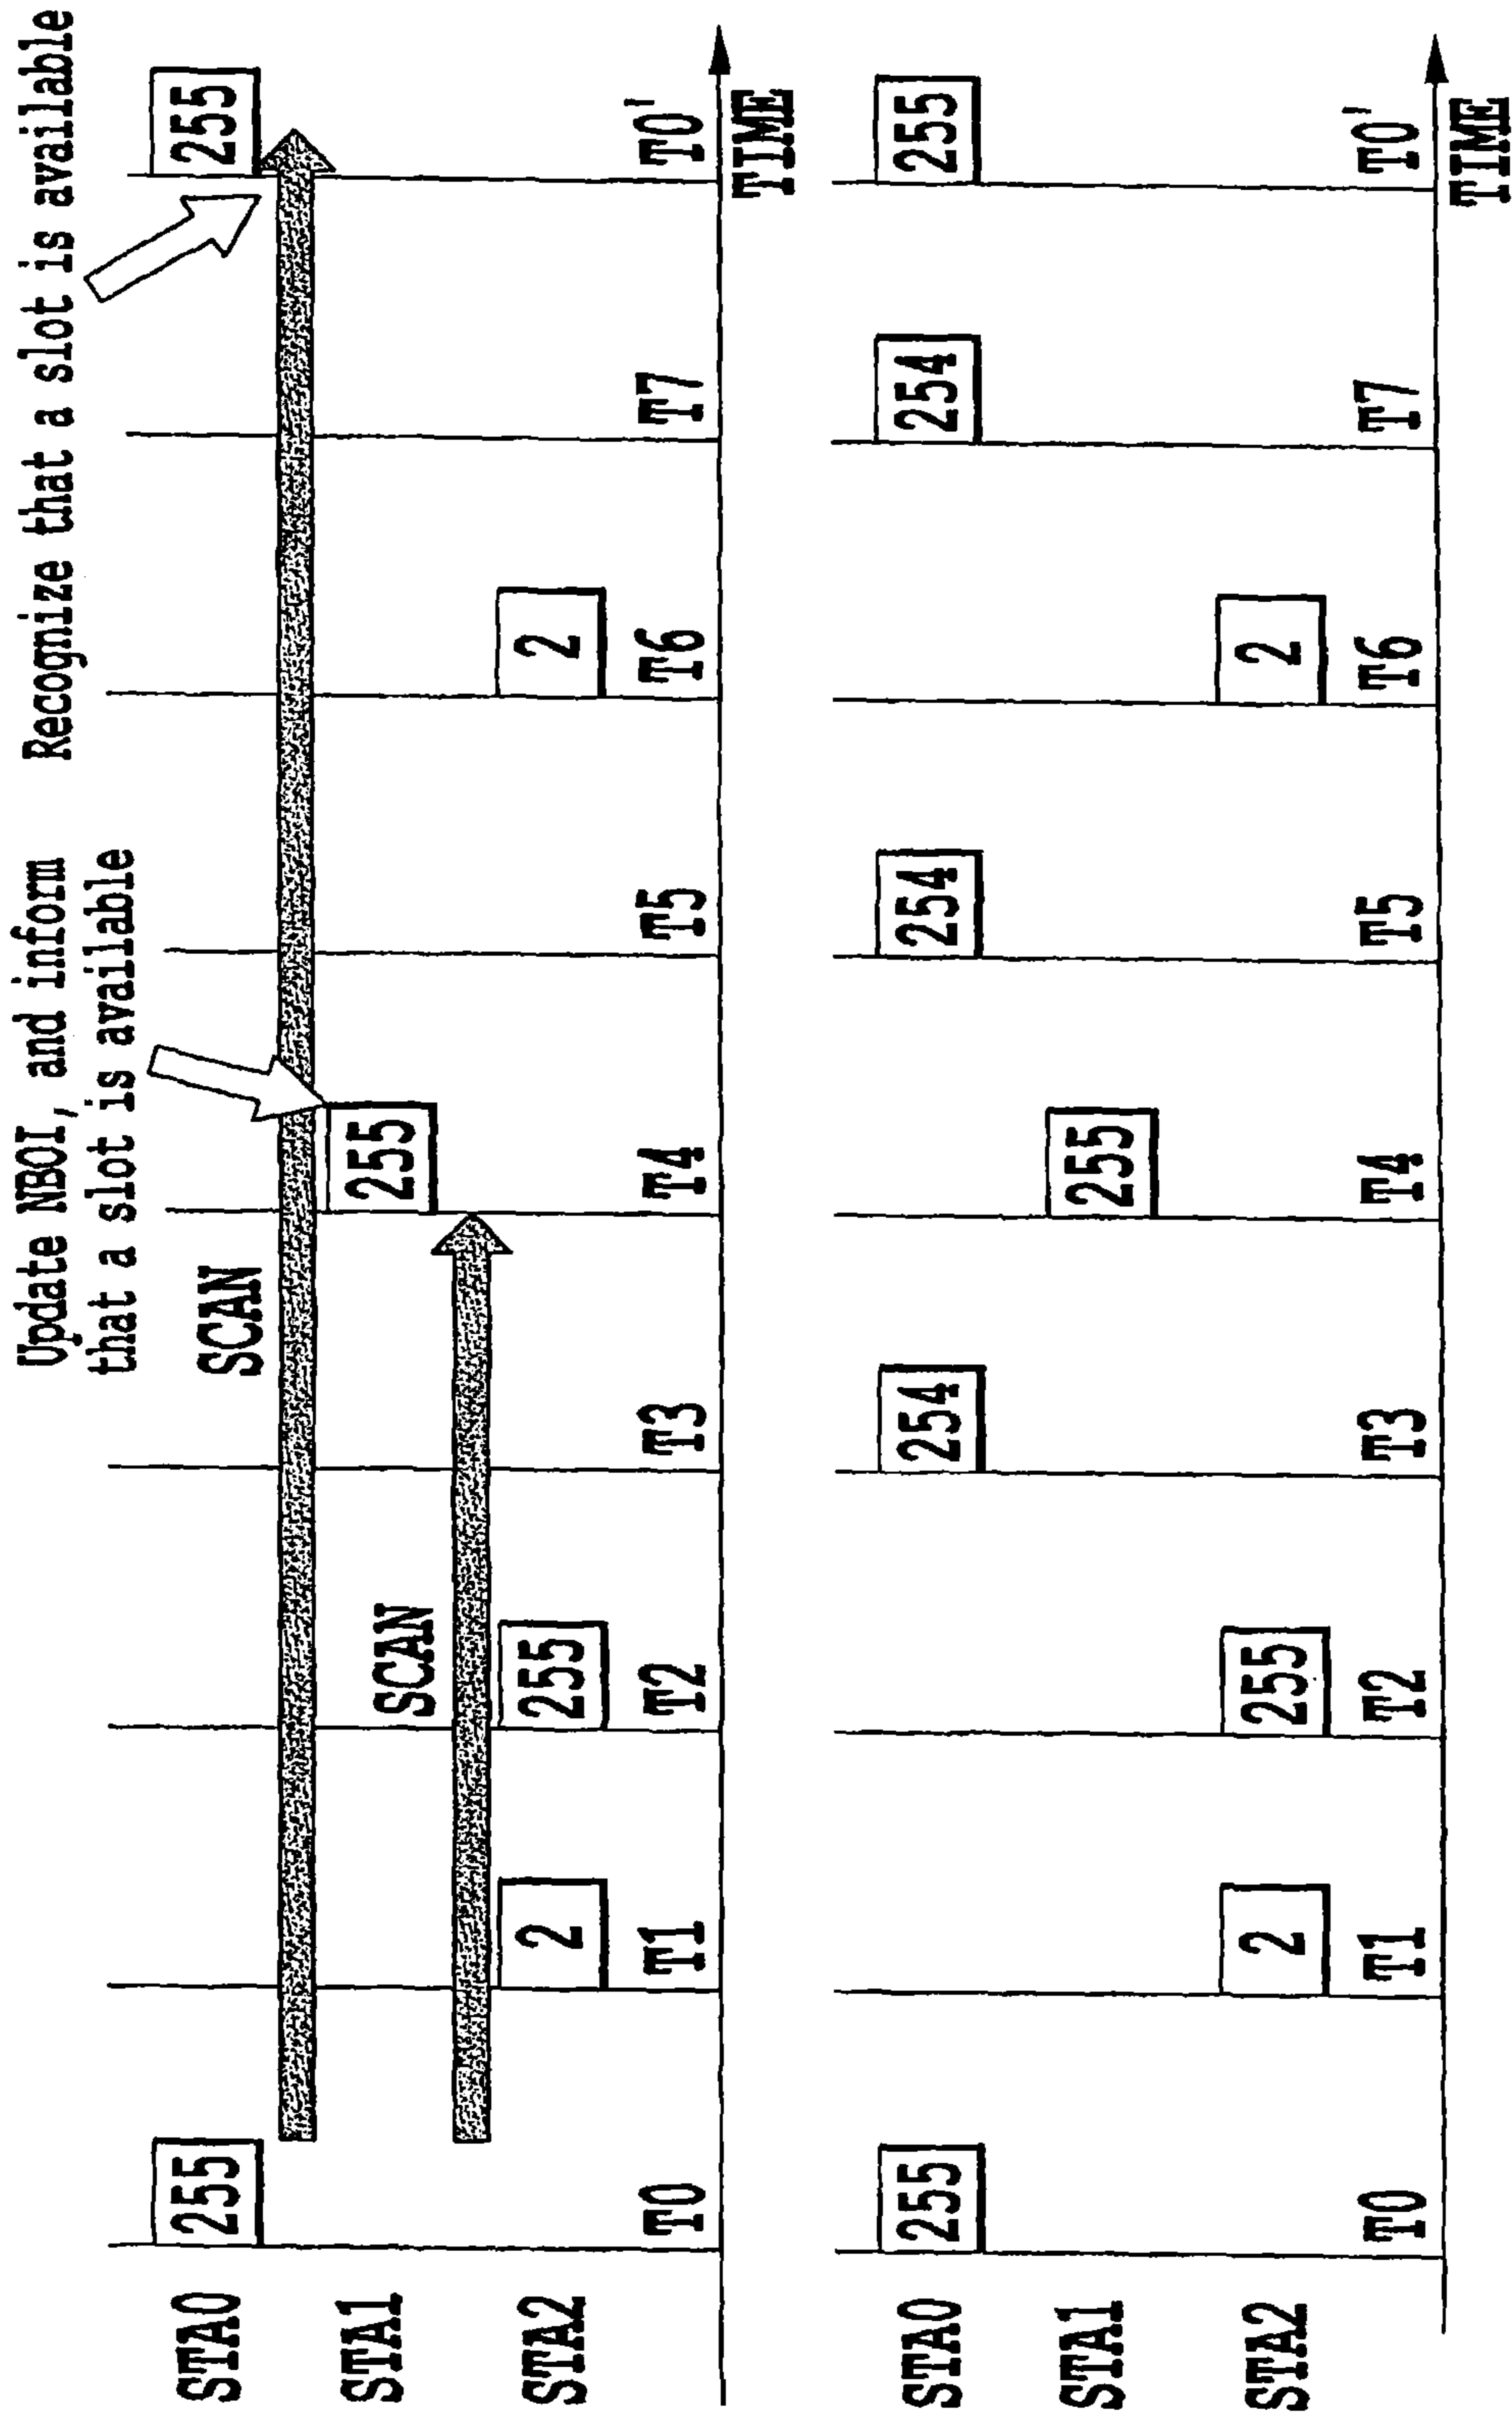 Update NBOI, and inform
that a slot is available
Recognize that a slot is available
SCAN
SCAN
STA0
255
255
STA1
255
STA2
2
255
2
T0
T1
T2
T3
T4
T5
T6
T7
T0'
TIME
STA0
255
254
254
254
255
STA1
255
STA2
2
255
2
T0
T1
T2
T3
T4
T5
T6
T7
T0'
TIME